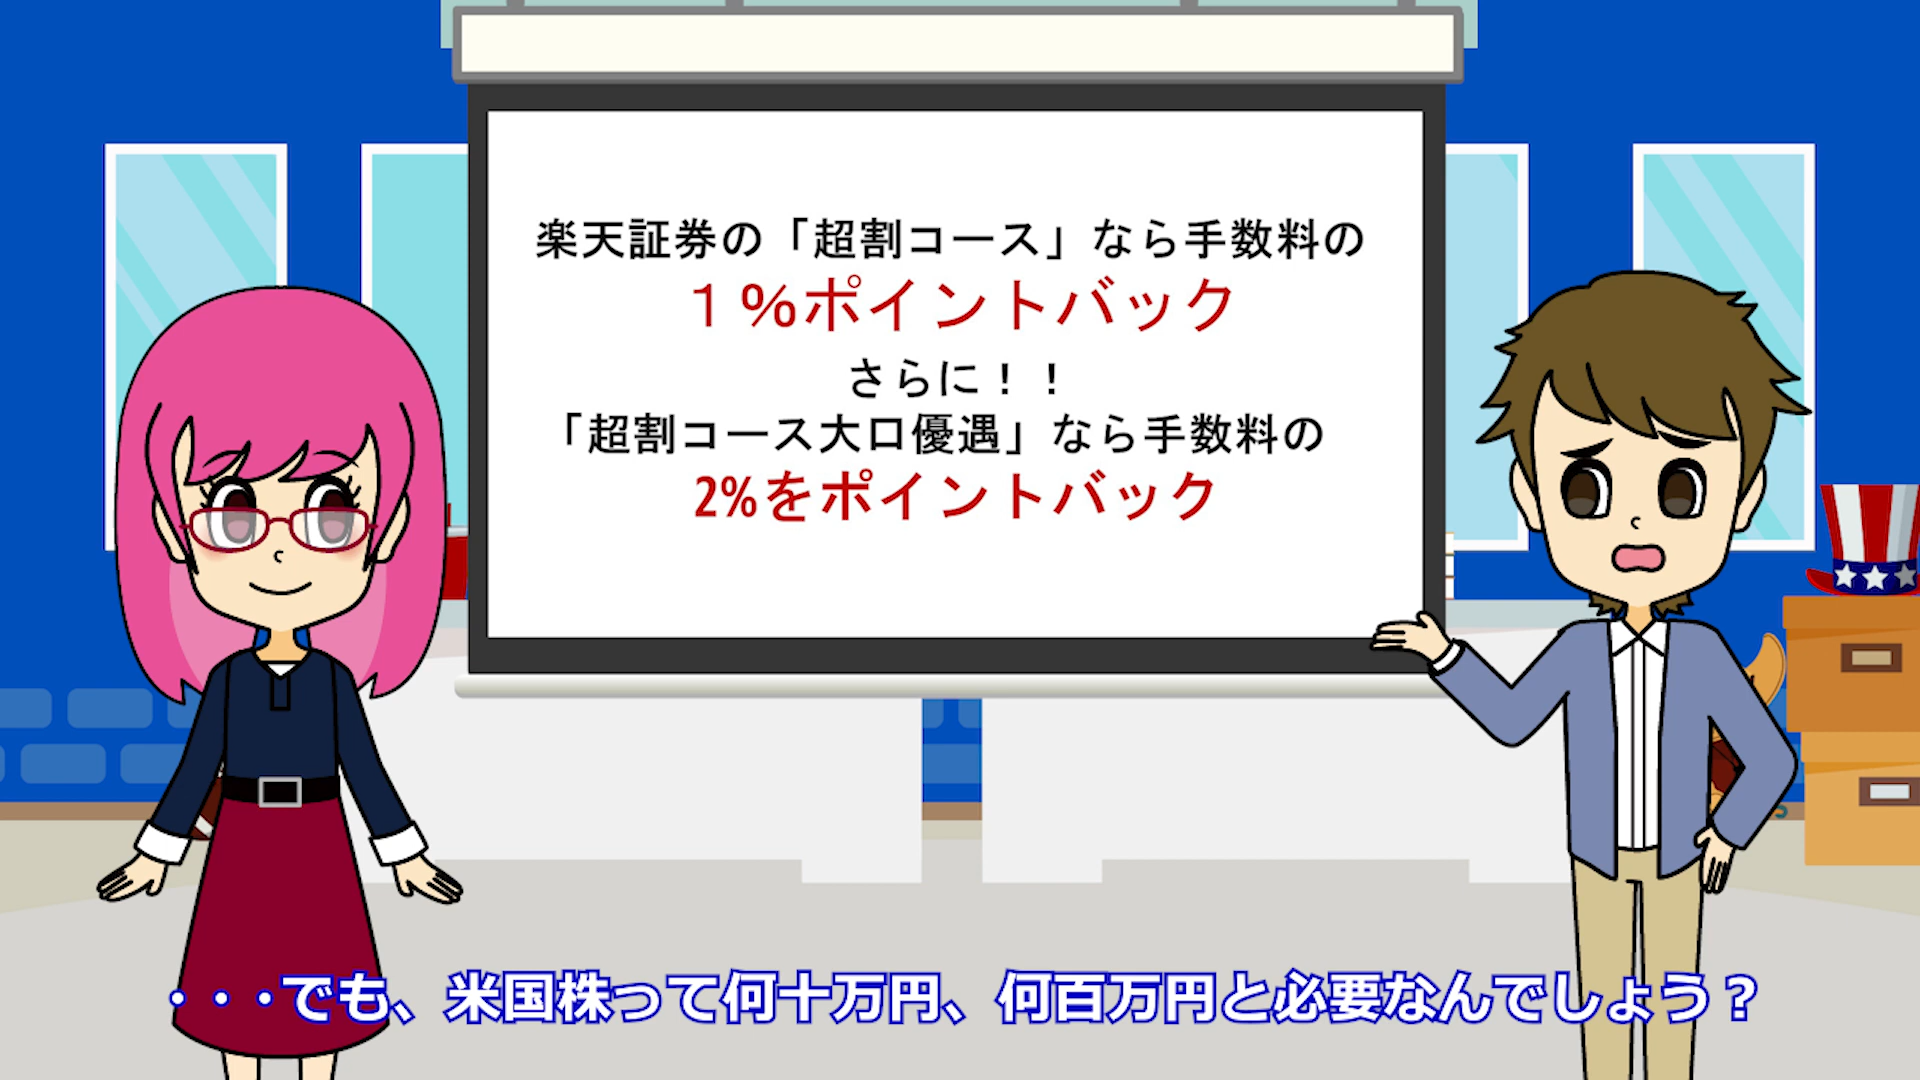 楽天証券の「超割コース」なら手数料の
１％ポイントバック
さらに！！
「超割コース大口優遇」なら手数料の
2%をポイントバック
・・・でも、米国株って何十万円、何百万円と必要なんでしょう？